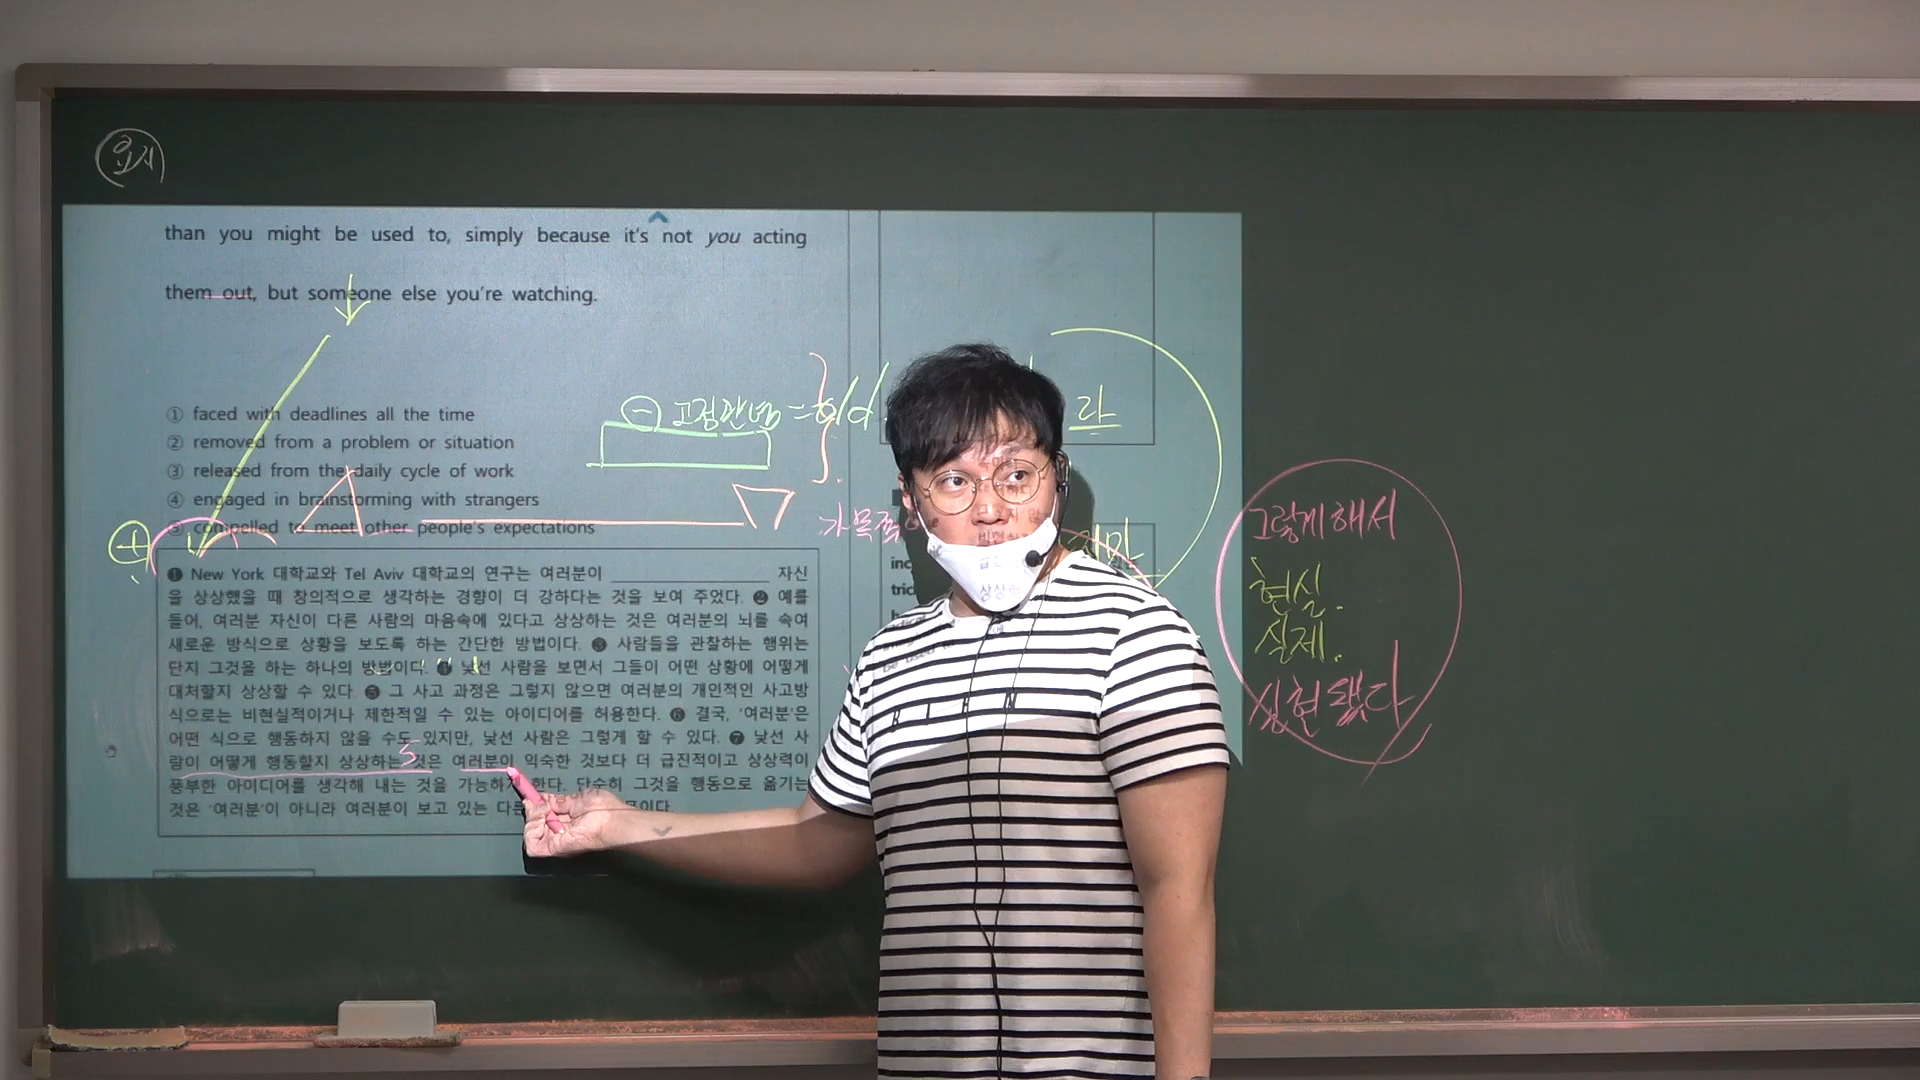 요지
than you might be used to, simply because it's not you acting
them out, but someone else you're watching.
① faced with deadlines all the time
② removed from a problem or situation
③ released from the daily cycle of work
④ engaged in brainstorming with strangers
⑤ compelled to meet other people's expectations
❶ New York 대학교와 Tel Aviv 대학교의 연구는 여러분이 ________________ 자신
을 상상했을 때 창의적으로 생각하는 경향이 더 강하다는 것을 보여 주었다. ❷ 예를
들어, 여러분 자신이 다른 사람의 마음속에 있다고 상상하는 것은 여러분의 뇌를 속여
새로운 방식으로 상황을 보도록 하는 간단한 방법이다. ❸ 사람들을 관찰하는 행위는
단지 그것을 하는 하나의 방법이다. ❹ 낯선 사람을 보면서 그들이 어떤 상황에 어떻게
대처할지 상상할 수 있다. ❺ 그 사고 과정은 그렇지 않으면 여러분의 개인적인 사고방
식으로는 비현실적이거나 제한적일 수 있는 아이디어를 허용한다. ❻ 결국, '여러분'은
어떤 식으로 행동하지 않을 수도 있지만, 낯선 사람은 그렇게 할 수 있다. ❼ 낯선 사
람이 어떻게 행동할지 상상하는 것은 여러분이 익숙한 것보다 더 급진적이고 상상력이
풍부한 아이디어를 생각해 내는 것을 가능하게 한다. 단순히 그것을 행동으로 옮기는
것은 '여러분'이 아니라 여러분이 보고 있는 다른
S
⊖ 고정관념 =
라
지만
inc
tric
상상
그렇게 해서
현실.
실제.
실현됐다